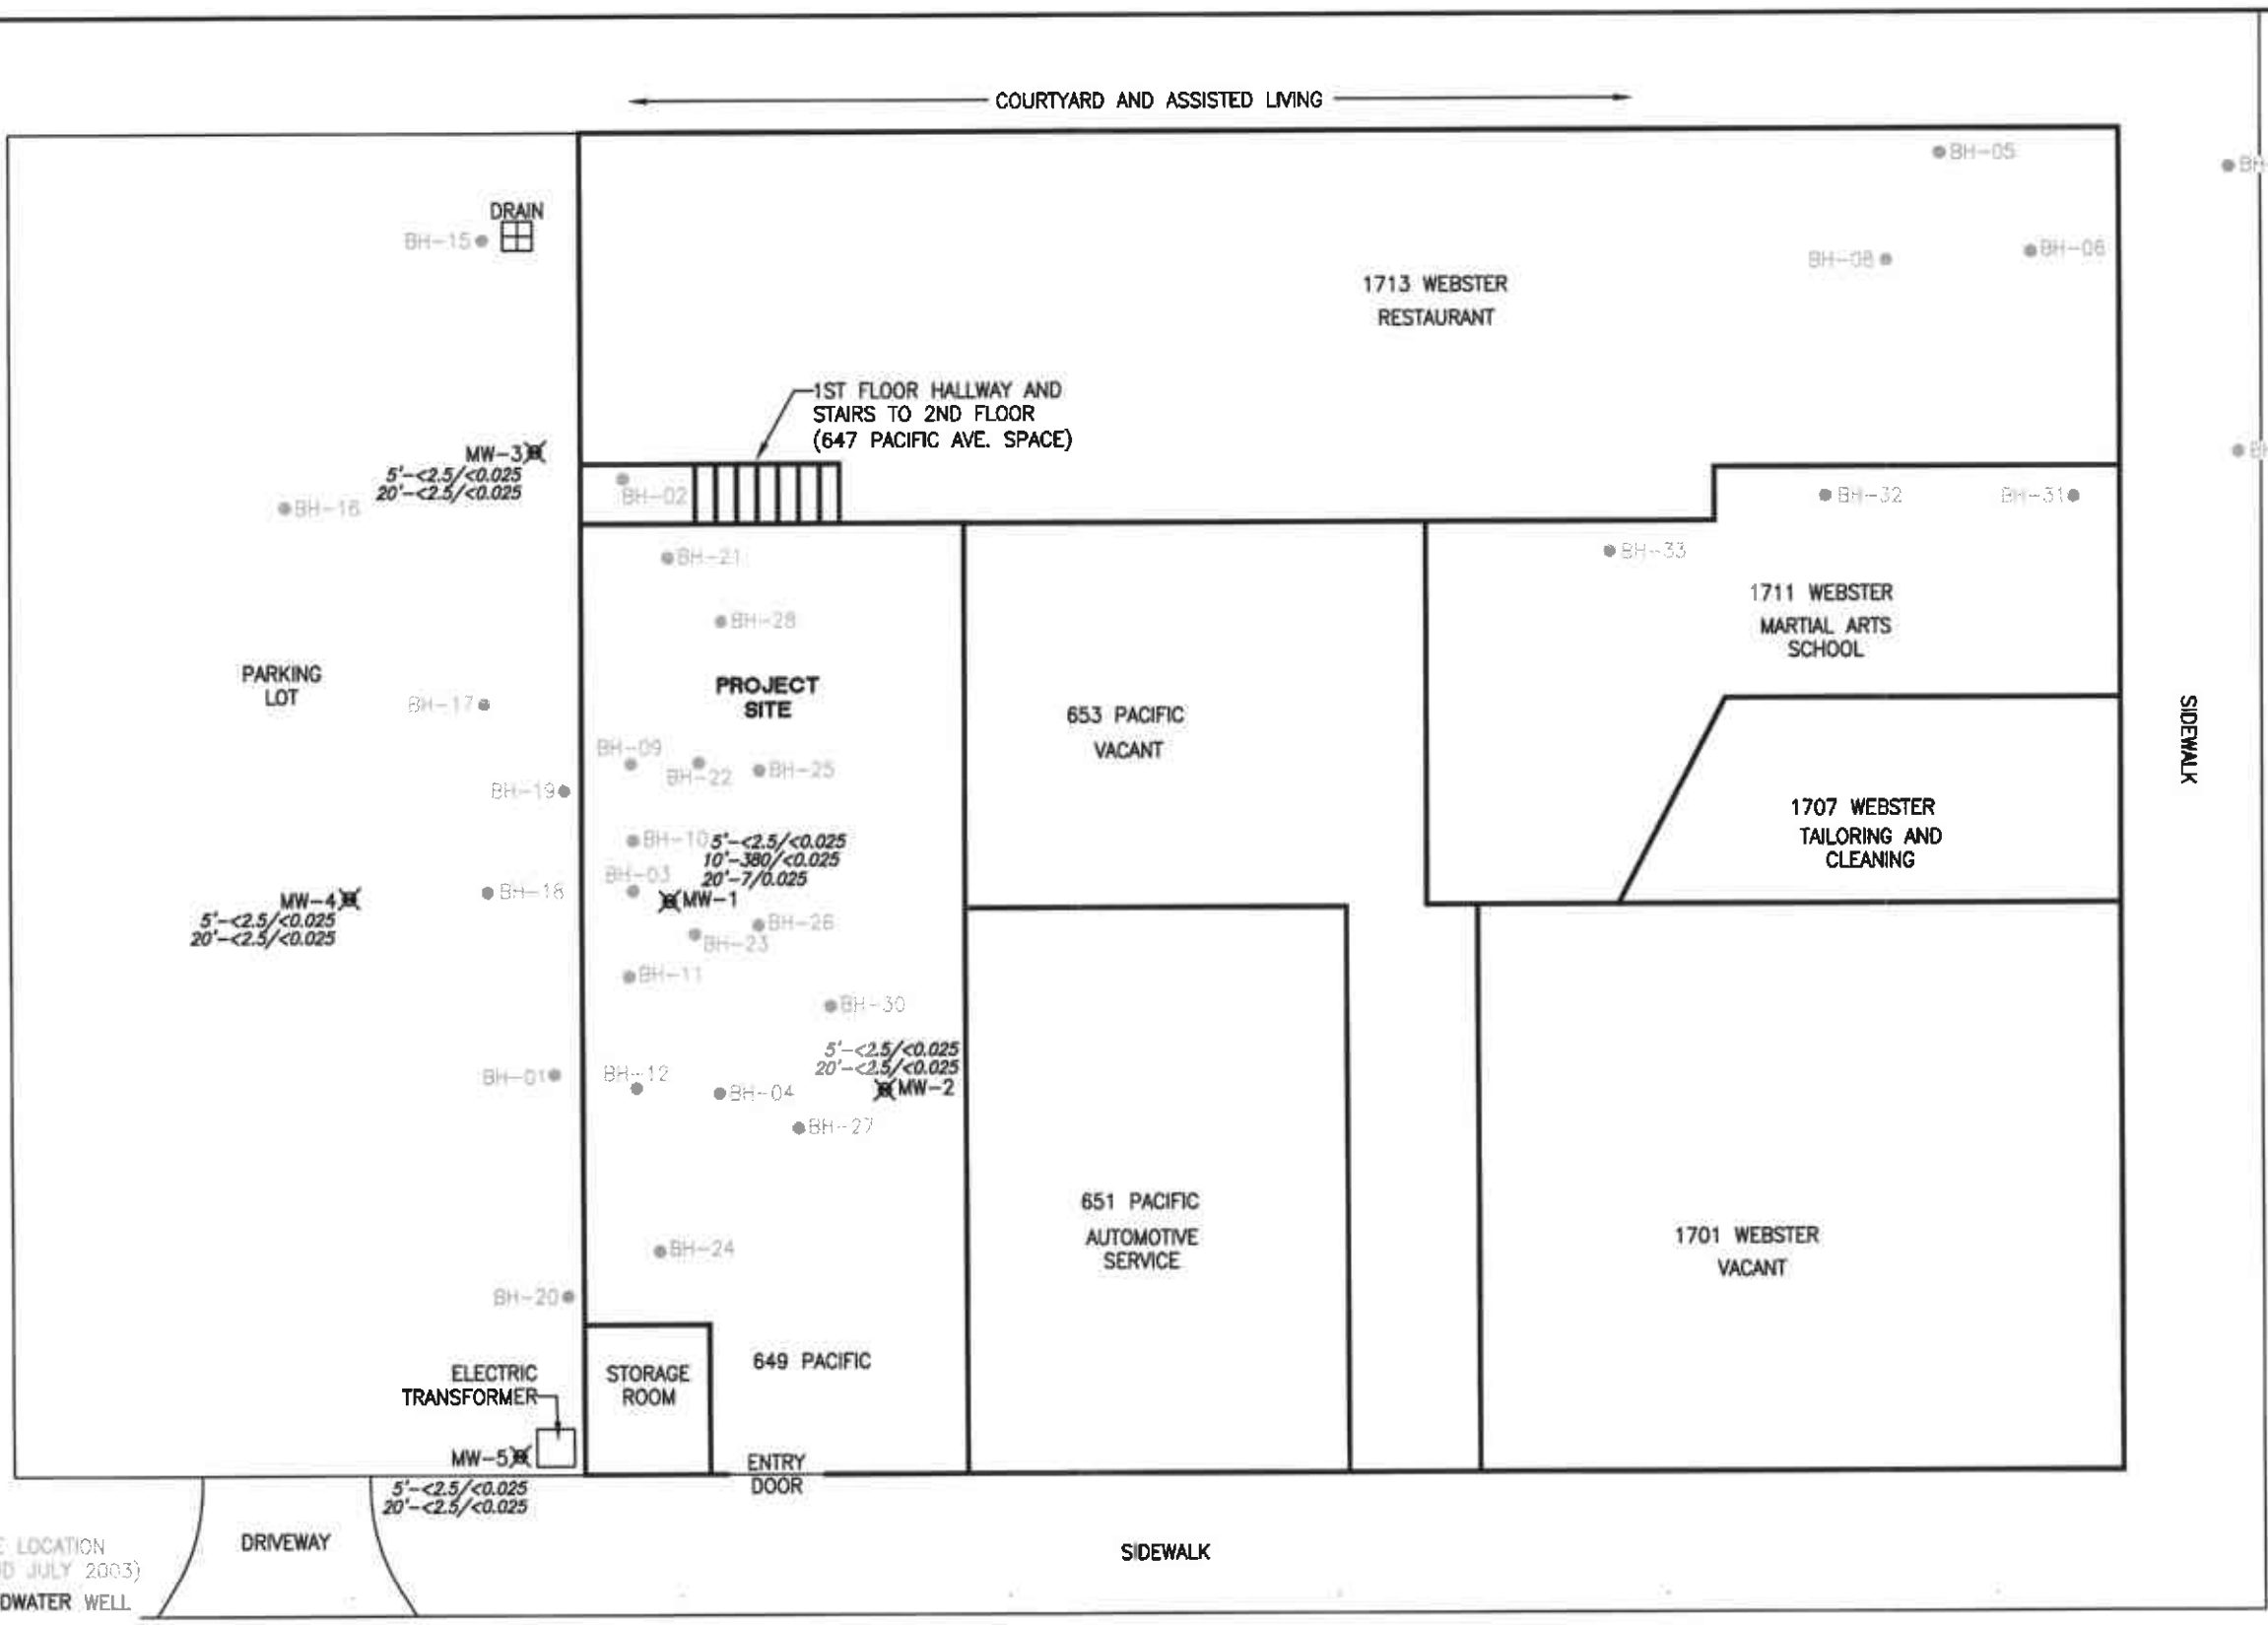 COURTYARD AND ASSISTED LIVING
BH-05
DRAIN
BH-15
BH-08
BH-06
1713 WEBSTER
RESTAURANT
1ST FLOOR HALLWAY AND
STAIRS TO 2ND FLOOR
(647 PACIFIC AVE. SPACE)
MW-3
5'-<2.5/<0.025
20'-<2.5/<0.025
BH-16
BH-02
BH-32
BH-31
BH-33
BH-21
BH-28
1711 WEBSTER
MARTIAL ARTS
SCHOOL
PARKING
LOT
PROJECT
SITE
BH-17
653 PACIFIC
VACANT
SIDEWALK
BH-09
BH-22
BH-25
BH-19
1707 WEBSTER
TAILORING AND
CLEANING
BH-10
5'-<2.5/<0.025
10'-380/<0.025
20'-7/0.025
BH-03
MW-1
BH-18
MW-4
5'-<2.5/<0.025
20'-<2.5/<0.025
BH-26
BH-23
BH-11
BH-30
5'-<2.5/<0.025
20'-<2.5/<0.025
MW-2
BH-01
BH-12
BH-04
BH-27
651 PACIFIC
AUTOMOTIVE
SERVICE
1701 WEBSTER
VACANT
BH-24
BH-20
649 PACIFIC
STORAGE
ROOM
ELECTRIC
TRANSFORMER
MW-5
5'-<2.5/<0.025
20'-<2.5/<0.025
ENTRY
DOOR
DRIVEWAY
SIDEWALK
LOCATION
JULY 2003)
DWATER WELL